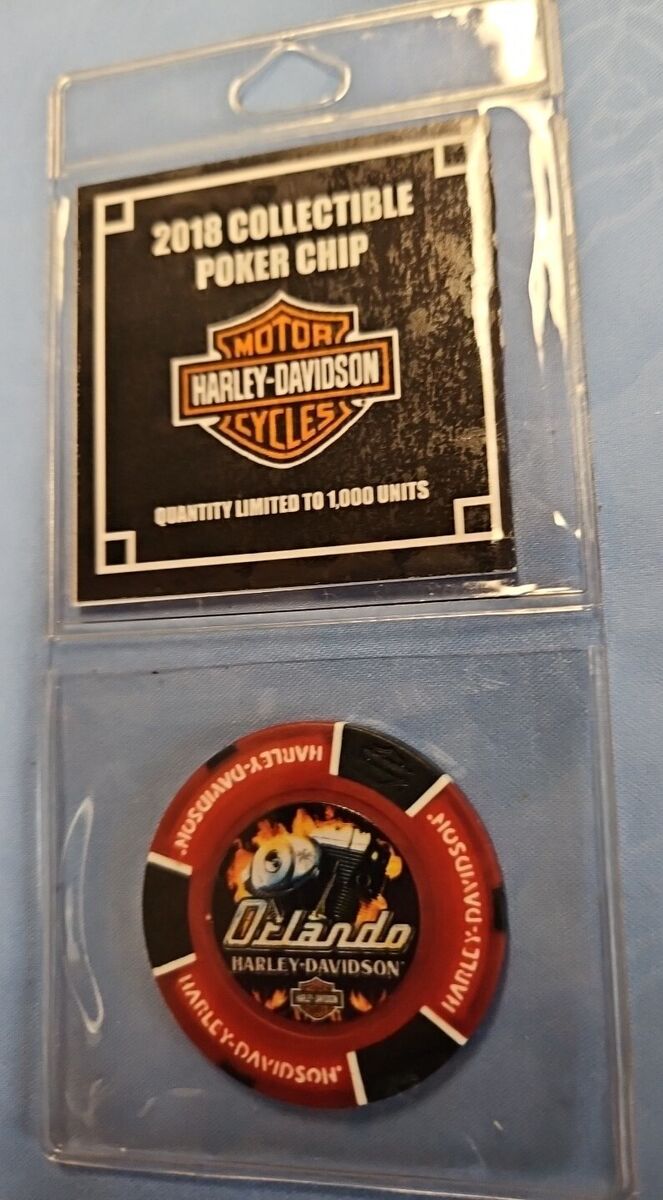 2018 COLLECTIBLE
POKER CHIP
MOTOR
HARLEY-DAVIDSON
CYCLES
QUANTITY LIMITED TO 1,000 UNITS
HARLEY-DAVIDSON®
HARLEY-DAVIDSON®
HARLEY-DAVIDSON®
Orlando
HARLEY-DAVIDSON
HARLEY-DAVIDSON